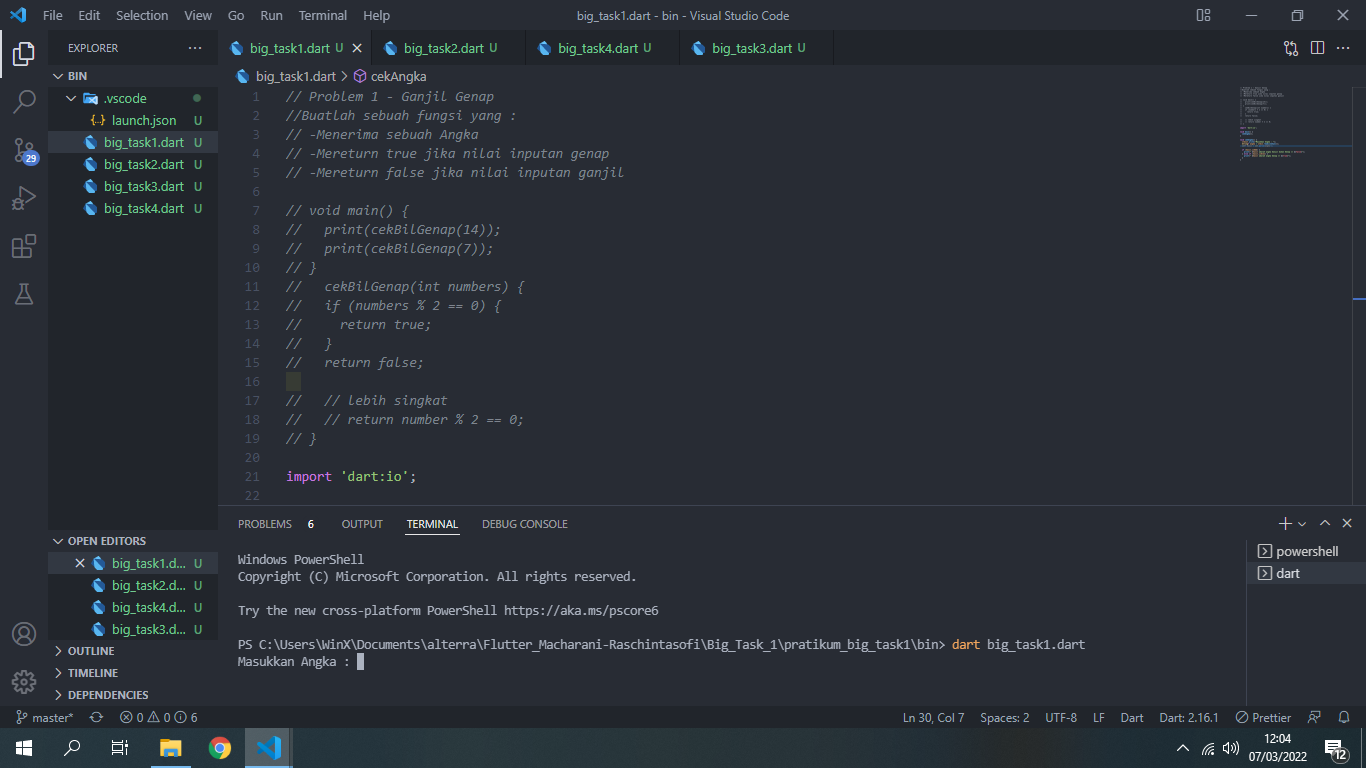 File Edit Selection View Go Run Terminal Help big_task1.dart - bin - Visual Studio Code
EXPLORER
BIN
.vscode
launch.json U
big_task1.dart U
big_task2.dart U
big_task3.dart U
big_task4.dart U
29
OPEN EDITORS
big_task1.d... U
big_task2.d... U
big_task4.d... U
big_task3.d... U
OUTLINE
TIMELINE
DEPENDENCIES
big_task1.dart U big_task2.dart U big_task4.dart U big_task3.dart U
big_task1.dart > cekAngka
1 // Problem 1 - Ganjil Genap
2 //Buatlah sebuah fungsi yang :
3 // -Menerima sebuah Angka
4 // -Mereturn true jika nilai inputan genap
5 // -Mereturn false jika nilai inputan ganjil
6
7 // void main() {
8 //   print(cekBilGenap(14));
9 //   print(cekBilGenap(7));
10 // }
11 //   cekBilGenap(int numbers) {
12 //   if (numbers % 2 == 0) {
13 //     return true;
14 //   }
15 //   return false;
16
17 //   // lebih singkat
18 //   // return number % 2 == 0;
19 // }
20
21 import 'dart:io';
22
PROBLEMS 6 OUTPUT TERMINAL DEBUG CONSOLE
Windows PowerShell
Copyright (C) Microsoft Corporation. All rights reserved.
Try the new cross-platform PowerShell https://aka.ms/pscore6
PS C:\Users\WinX\Documents\alterra\Flutter_Macharani-Raschintasofi\Big_Task_1\pratikum_big_task1\bin> dart big_task1.dart
Masukkan Angka :
powershell
dart
master* 0 0 6 Ln 30, Col 7 Spaces: 2 UTF-8 LF Dart Dart: 2.16.1 Prettier
12:04
07/03/2022
12